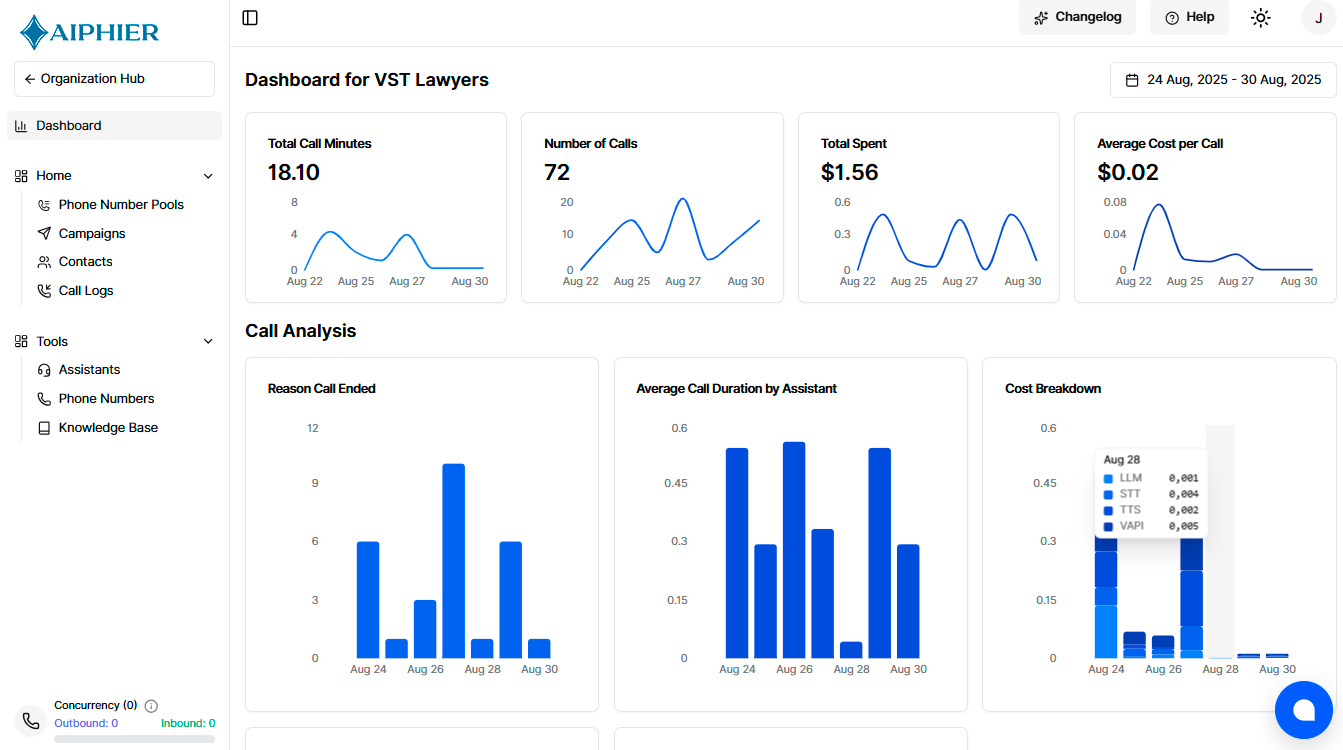 AIPHIER
Organization Hub
Dashboard
Home
Phone Number Pools
Campaigns
Contacts
Call Logs
Tools
Assistants
Phone Numbers
Knowledge Base
Concurrency (0)
Outbound: 0 Inbound: 0
Changelog Help J
Dashboard for VST Lawyers 24 Aug, 2025 - 30 Aug, 2025
Total Call Minutes
18.10
8
4
0
Aug 22 Aug 25 Aug 27 Aug 30
Number of Calls
72
20
10
0
Aug 22 Aug 25 Aug 27 Aug 30
Total Spent
$1.56
0.6
0.3
0
Aug 22 Aug 25 Aug 27 Aug 30
Average Cost per Call
$0.02
0.08
0.04
0
Aug 22 Aug 25 Aug 27 Aug 30
Call Analysis
Reason Call Ended
12
9
6
3
0
Aug 24 Aug 26 Aug 28 Aug 30
Average Call Duration by Assistant
0.6
0.45
0.3
0.15
0
Aug 24 Aug 26 Aug 28 Aug 30
Cost Breakdown
0.6
0.45
0.3
0.15
0
Aug 28
LLM 0,001
STT 0,004
TTS 0,002
VAPI 0,005
Aug 24 Aug 26 Aug 28 Aug 30